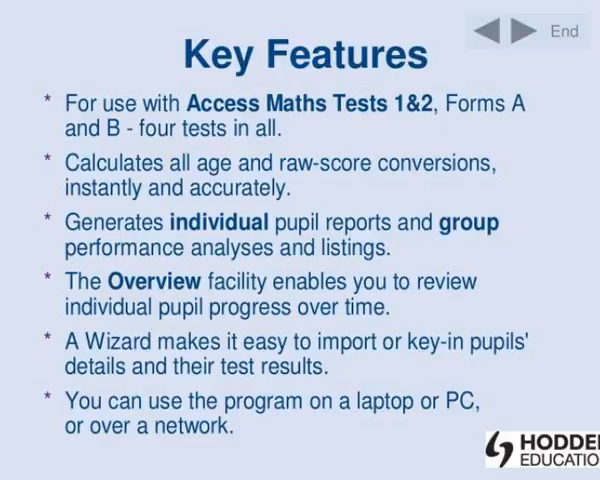 End
Key Features
* For use with Access Maths Tests 1&2, Forms A
and B - four tests in all.
* Calculates all age and raw-score conversions,
instantly and accurately.
* Generates individual pupil reports and group
performance analyses and listings.
* The Overview facility enables you to review
individual pupil progress over time.
* A Wizard makes it easy to import or key-in pupils'
details and their test results.
* You can use the program on a laptop or PC,
or over a network.
HODDE
EDUCATIO